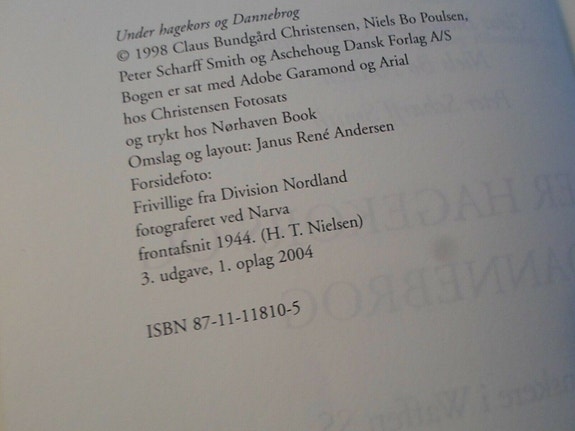 Under hagekors og Dannebrog
© 1998 Claus Bundgård Christensen, Niels Bo Poulsen,
Peter Scharff Smith og Aschehoug Dansk Forlag A/S
Bogen er sat med Adobe Garamond og Arial
hos Christensen Fotosats
og trykt hos Nørhaven Book
Omslag og layout: Janus René Andersen
Forsidefoto:
Frivillige fra Division Nordland
fotograferet ved Narva
frontafsnit 1944. (H. T. Nielsen)
3. udgave, 1. oplag 2004
ISBN 87-11-11810-5